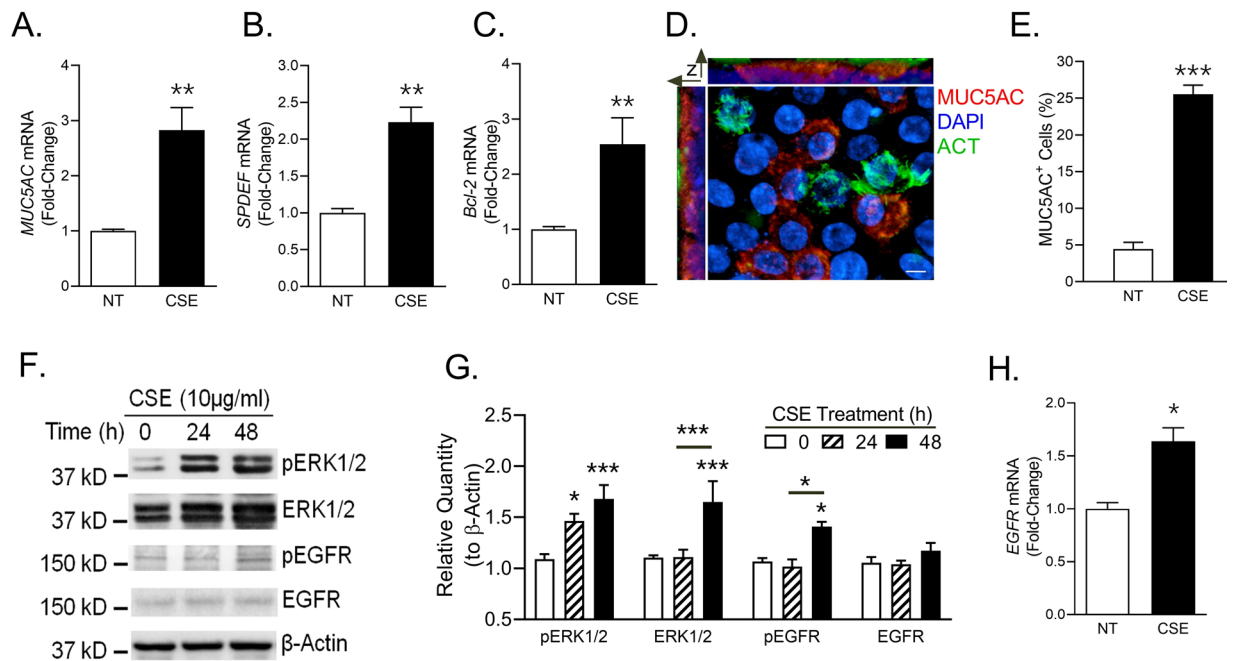 A.
B.
C.
D.
E.
MUC5AC mRNA
(Fold-Change)
4
3
2
1
0
**
NT
CSE
SPDEF mRNA
(Fold-Change)
3.0
2.5
2.0
1.5
1.0
0.5
0.0
**
NT
CSE
Bcl-2 mRNA
(Fold-Change)
4
3
2
1
0
**
NT
CSE
Z
MUC5AC
DAPI
ACT
MUC5AC+ Cells (%)
30
25
20
15
10
5
0
***
NT
CSE
F.
CSE (10µg/ml)
Time (h) 0 24 48
37 kD pERK1/2
37 kD ERK1/2
150 kD pEGFR
150 kD EGFR
37 kD β-Actin
G.
Relative Quantity
(to β-Actin)
2.5
2.0
1.5
1.0
0.5
CSE Treatment (h)
0 24 48
* ***
***
***
*
*
pERK1/2 ERK1/2 pEGFR EGFR
H.
EGFR mRNA
(Fold-Change)
2.0
1.5
1.0
0.5
0.0
*
NT
CSE